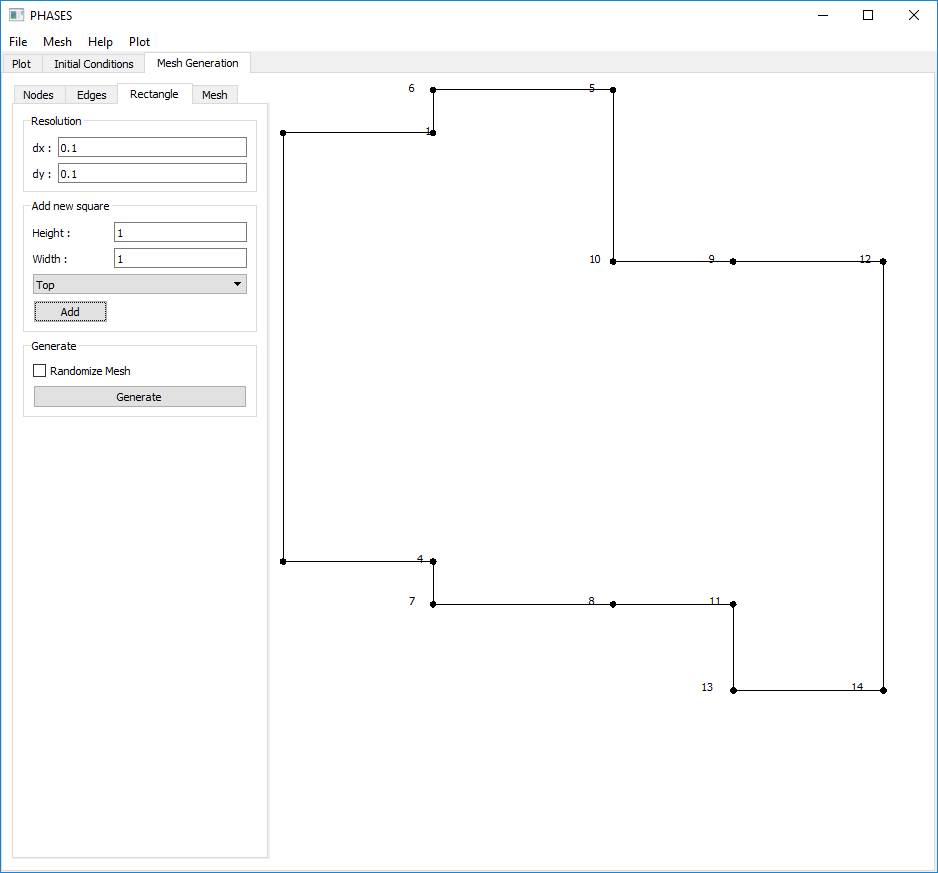 PHASES
File Mesh Help Plot
Plot Initial Conditions Mesh Generation
Nodes Edges Rectangle Mesh
Resolution
dx : 0.1
dy : 0.1
Add new square
Height : 1
Width : 1
Top
Add
Generate
Randomize Mesh
Generate
6 5
1
10 9 12
4
7 8 11
13 14